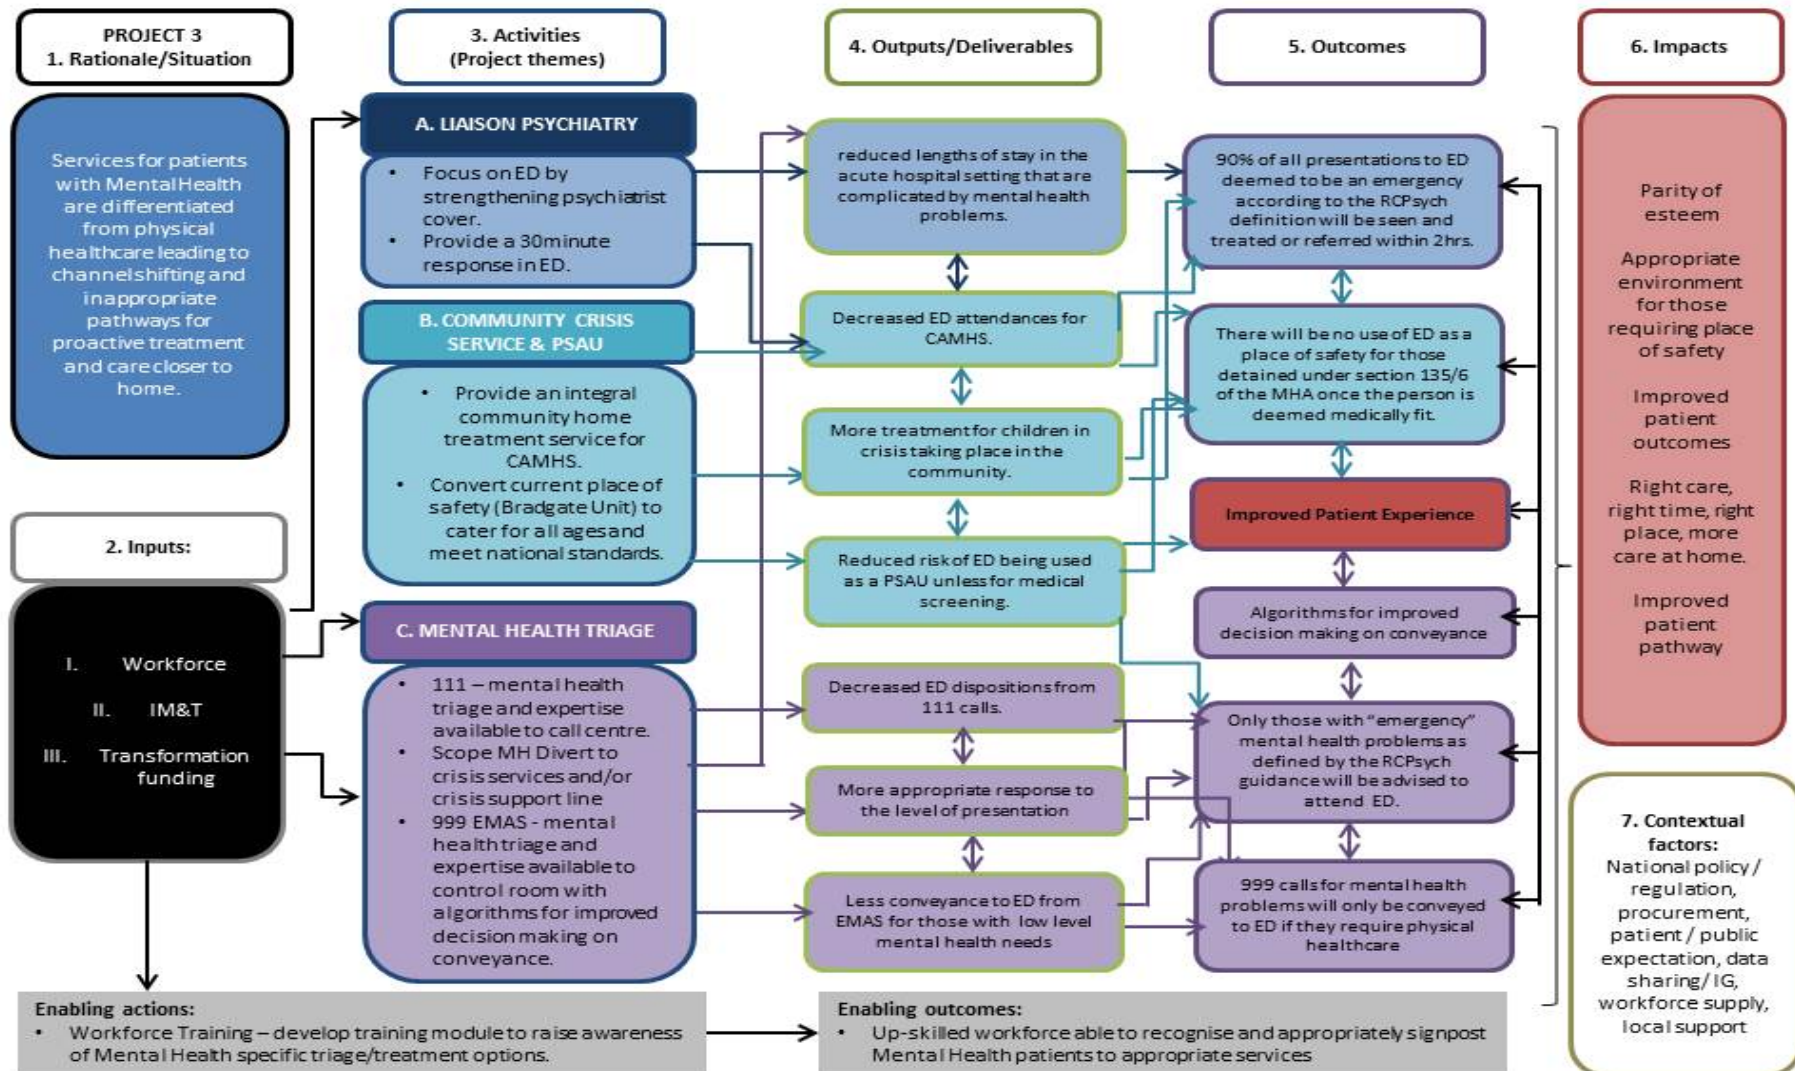 PROJECT 3
1. Rationale/Situation
Services for patients
with Mental Health
are differentiated
from physical
healthcare leading to
channel shifting and
inappropriate
pathways for
proactive treatment
and care closer to
home.
2. Inputs:
I. Workforce
II. IM&T
III. Transformation
funding
3. Activities
(Project themes)
A. LIAISON PSYCHIATRY
• Focus on ED by
strengthening psychiatrist
cover.
• Provide a 30minute
response in ED.
B. COMMUNITY CRISIS
SERVICE & PSAU
• Provide an integral
community home
treatment service for
CAMHS.
• Convert current place of
safety (Bradgate Unit) to
cater for all ages and
meet national standards.
C. MENTAL HEALTH TRIAGE
• 111 – mental health
triage and expertise
available to call centre.
• Scope MH Divert to
crisis services and/or
crisis support line
• 999 EMAS - mental
health triage and
expertise available to
control room with
algorithms for improved
decision making on
conveyance.
4. Outputs/Deliverables
reduced lengths of stay in the
acute hospital setting that are
complicated by mental health
problems.
Decreased ED attendances for
CAMHS.
More treatment for children in
crisis taking place in the
community.
Reduced risk of ED being used
as a PSAU unless for medical
screening.
Decreased ED dispositions from
111 calls.
More appropriate response to
the level of presentation
Less conveyance to ED from
EMAS for those with low level
mental health needs
5. Outcomes
90% of all presentations to ED
deemed to be an emergency
according to the RCPsych
definition will be seen and
treated or referred within 2hrs.
There will be no use of ED as a
place of safety for those
detained under section 135/6
of the MHA once the person is
deemed medically fit.
Improved Patient Experience
Algorithms for improved
decision making on conveyance
Only those with “emergency”
mental health problems as
defined by the RCPsych
guidance will be advised to
attend ED.
999 calls for mental health
problems will only be conveyed
to ED if they require physical
healthcare
6. Impacts
Parity of
esteem
Appropriate
environment
for those
requiring place
of safety
Improved
patient
outcomes
Right care,
right time, right
place, more
care at home.
Improved
patient
pathway
7. Contextual
factors:
National policy /
regulation,
procurement,
patient / public
expectation, data
sharing/ IG,
workforce supply,
local support
Enabling actions:
• Workforce Training – develop training module to raise awareness
of Mental Health specific triage/treatment options.
Enabling outcomes:
• Up-skilled workforce able to recognise and appropriately signpost
Mental Health patients to appropriate services